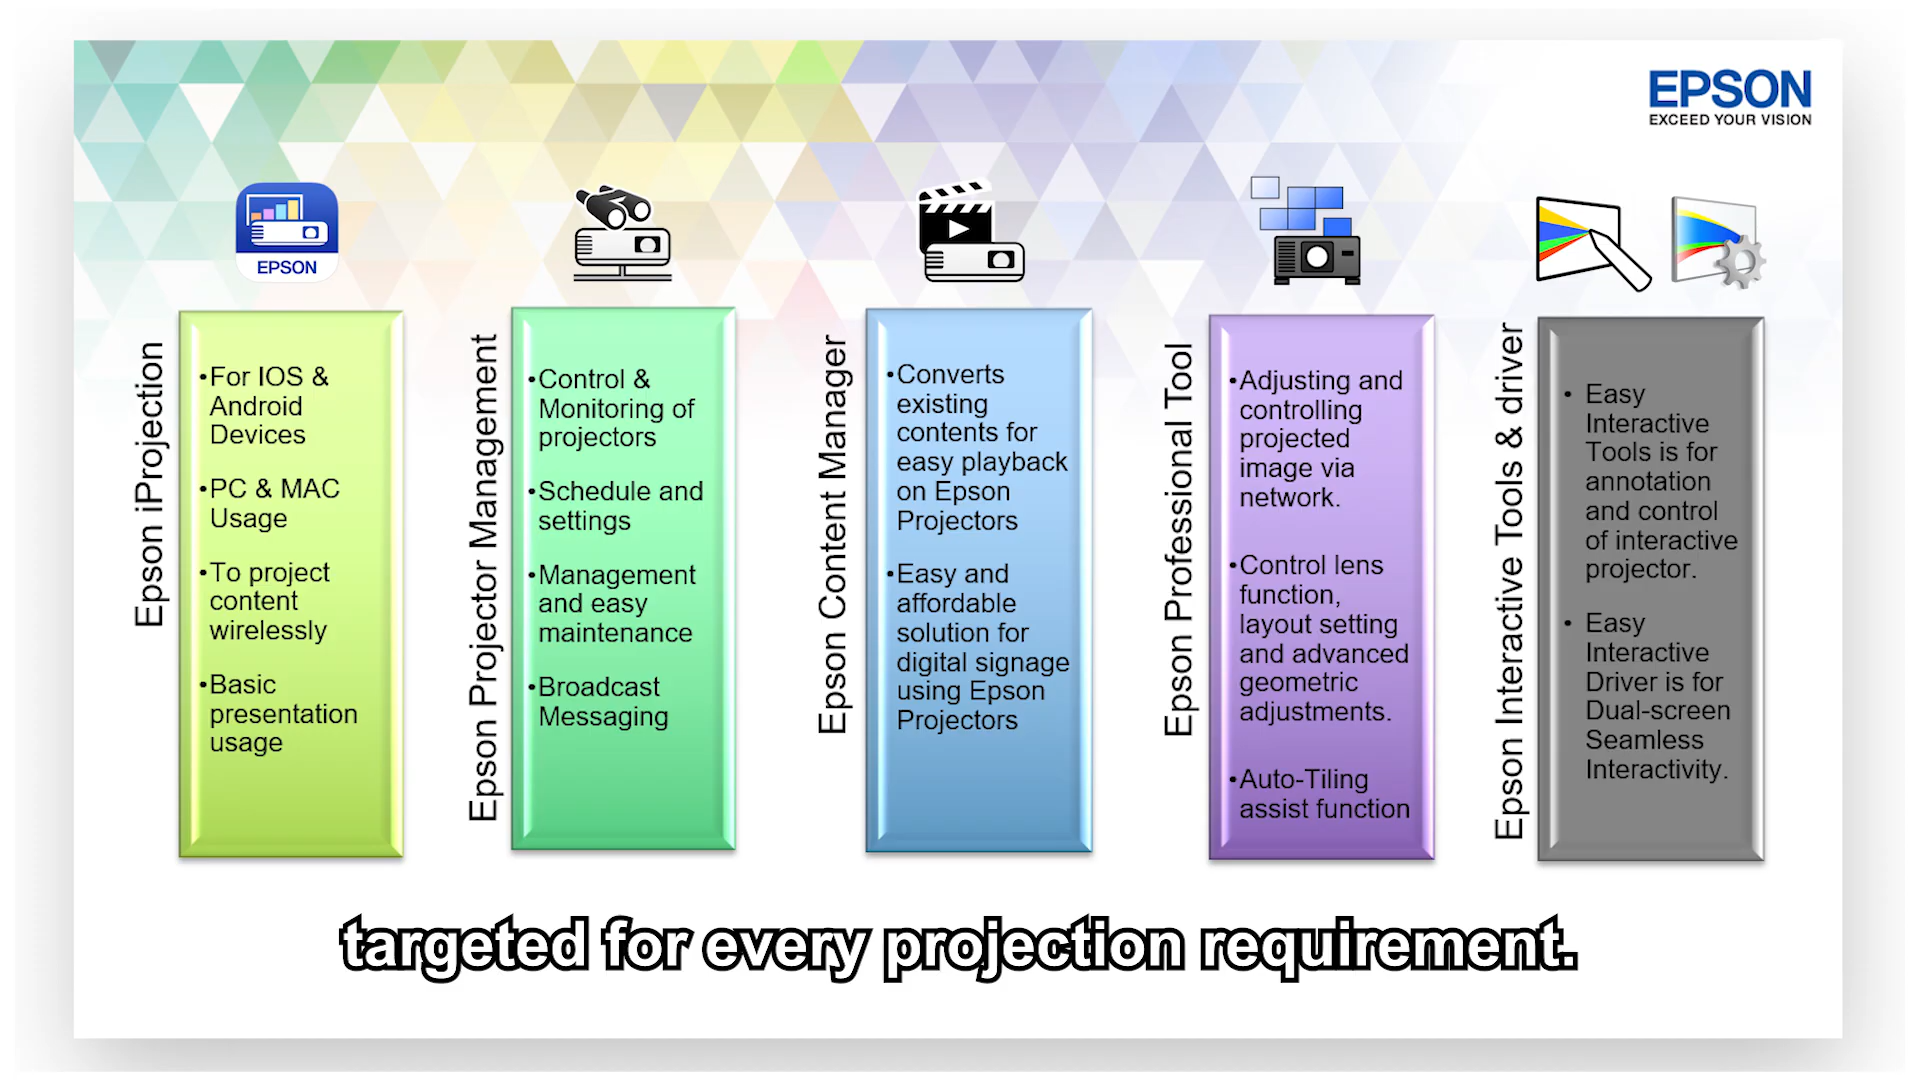 EPSON
EXCEED YOUR VISION
EPSON
Epson iProjection
•For IOS &
Android
Devices
•PC & MAC
Usage
•To project
content
wirelessly
•Basic
presentation
usage
Epson Projector Management
•Control &
Monitoring of
projectors
•Schedule and
settings
•Management
and easy
maintenance
•Broadcast
Messaging
Epson Content Manager
•Converts
existing
contents for
easy playback
on Epson
Projectors
•Easy and
affordable
solution for
digital signage
using Epson
Projectors
Epson Professional Tool
•Adjusting and
controlling
projected
image via
network.
•Control lens
function,
layout setting
and advanced
geometric
adjustments.
•Auto-Tiling
assist function
Epson Interactive Tools & driver
• Easy
Interactive
Tools is for
annotation
and control
of interactive
projector.
• Easy
Interactive
Driver is for
Dual-screen
Seamless
Interactivity.
targeted for every projection requirement.